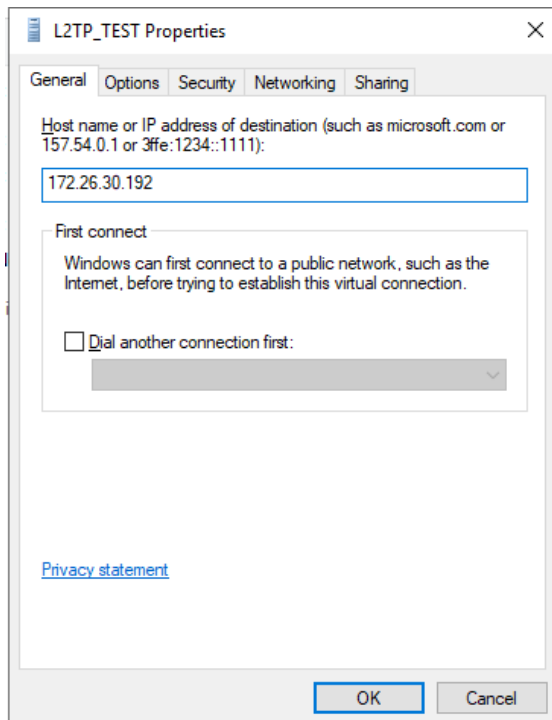 L2TP_TEST Properties
General Options Security Networking Sharing
Host name or IP address of destination (such as microsoft.com or
157.54.0.1 or 3ffe:1234::1111):
172.26.30.192
First connect
Windows can first connect to a public network, such as the
Internet, before trying to establish this virtual connection.
Dial another connection first:
Privacy statement
OK Cancel